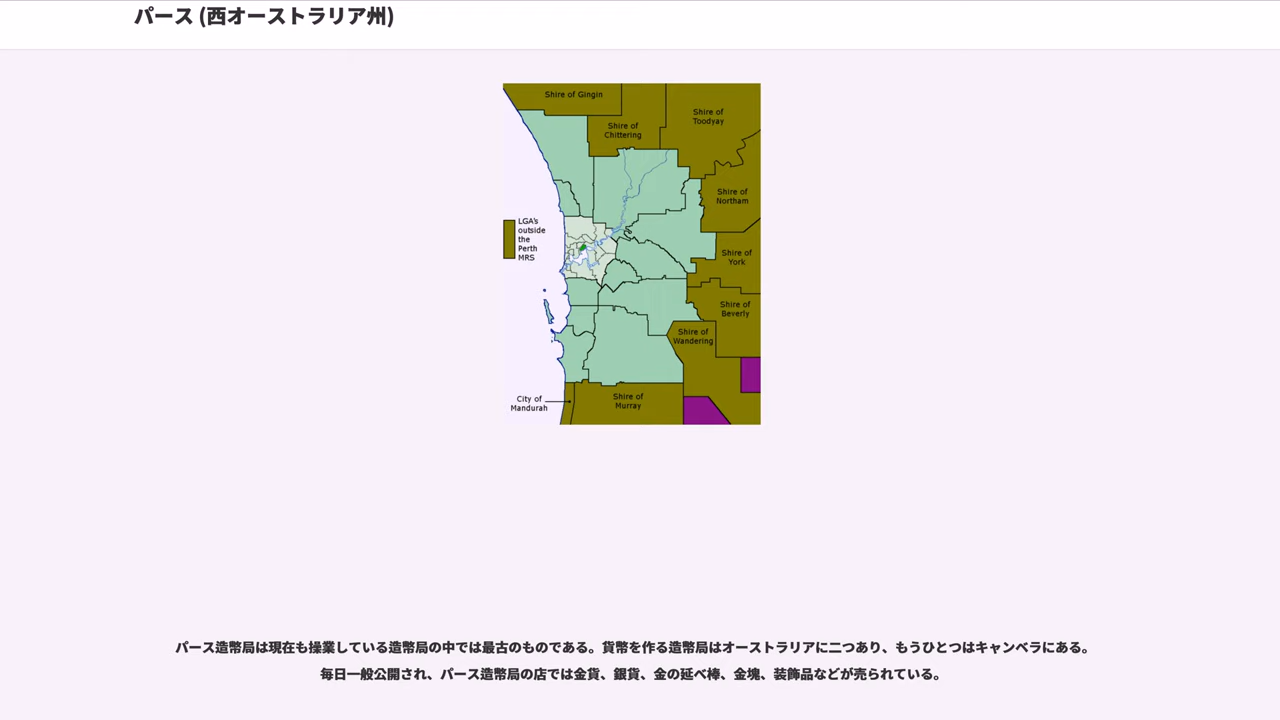 パース (西オーストラリア州)
Shire of Gingin
Shire of
Toodyay
Shire of
Chittering
Shire of
Northam
LGA's
outside
the
Perth
MRS
Shire of
York
Shire of
Beverly
Shire of
Wandering
City of
Mandurah
Shire of
Murray
パース造幣局は現在も操業している造幣局の中では最古のものである。貨幣を作る造幣局はオーストラリアに二つあり、もうひとつはキャンベラにある。
毎日一般公開され、パース造幣局の店では金貨、銀貨、金の延べ棒、金塊、装飾品などが売られている。